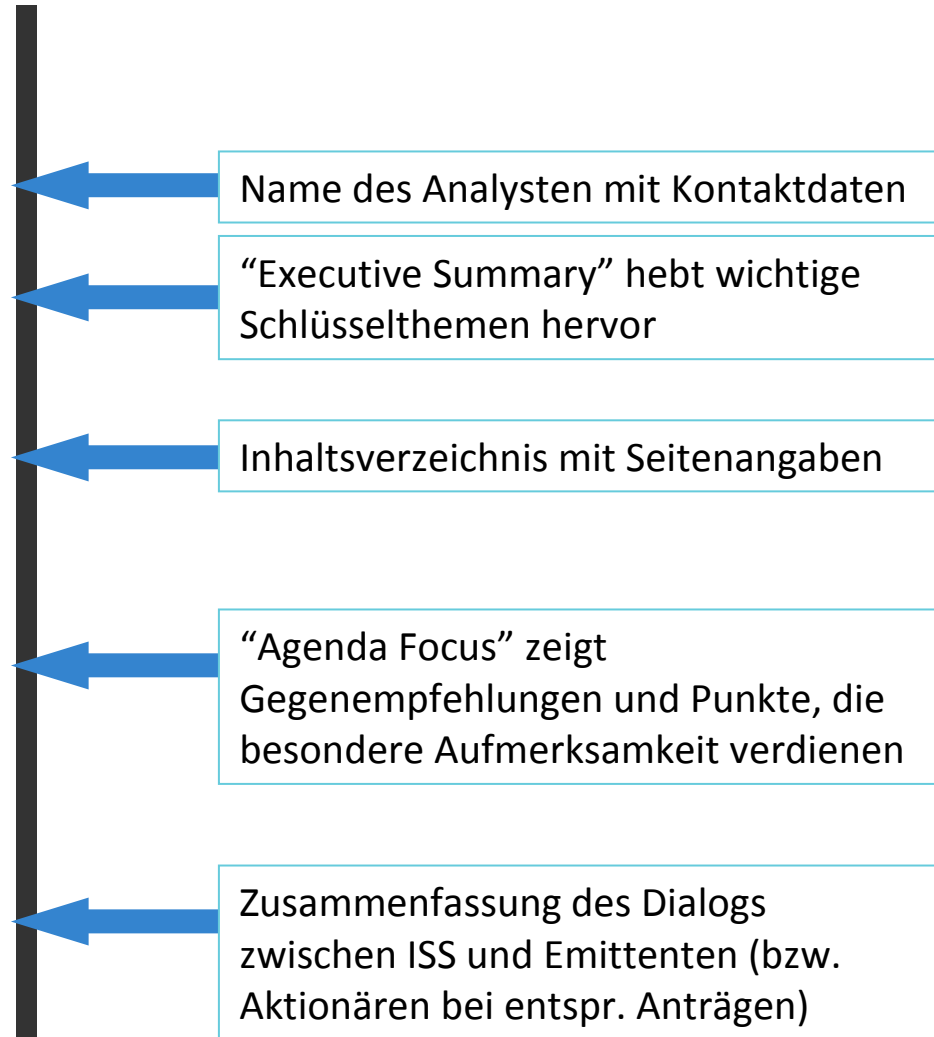 Name des Analysten mit Kontaktdaten
“Executive Summary” hebt wichtige
Schlüsselthemen hervor
Inhaltsverzeichnis mit Seitenangaben
“Agenda Focus” zeigt
Gegenempfehlungen und Punkte, die
besondere Aufmerksamkeit verdienen
Zusammenfassung des Dialogs
zwischen ISS und Emittenten (bzw.
Aktionären bei entspr. Anträgen)